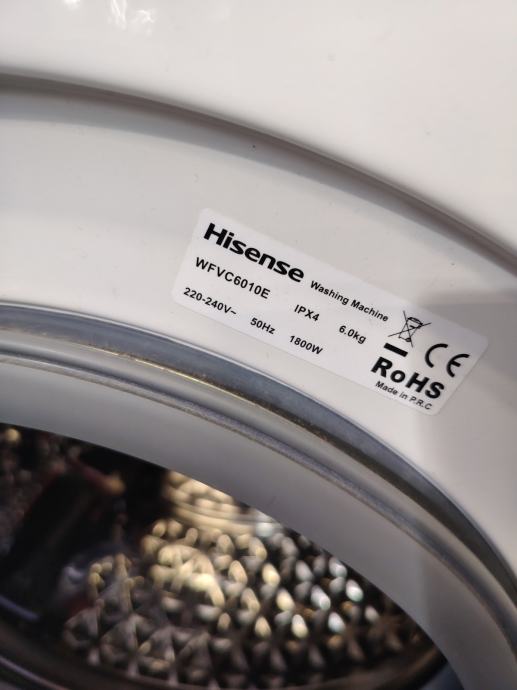 Hisense Washing Machine
WFVC6010E IPX4 6.0kg
220-240V~ 50Hz 1800W
CE
RoHS
Made in P.R.C